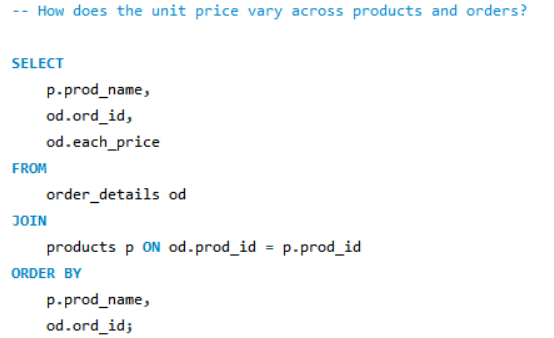 -- How does the unit price vary across products and orders?
SELECT
p.prod_name,
od.ord_id,
od.each_price
FROM
order_details od
JOIN
products p ON od.prod_id = p.prod_id
ORDER BY
p.prod_name,
od.ord_id;